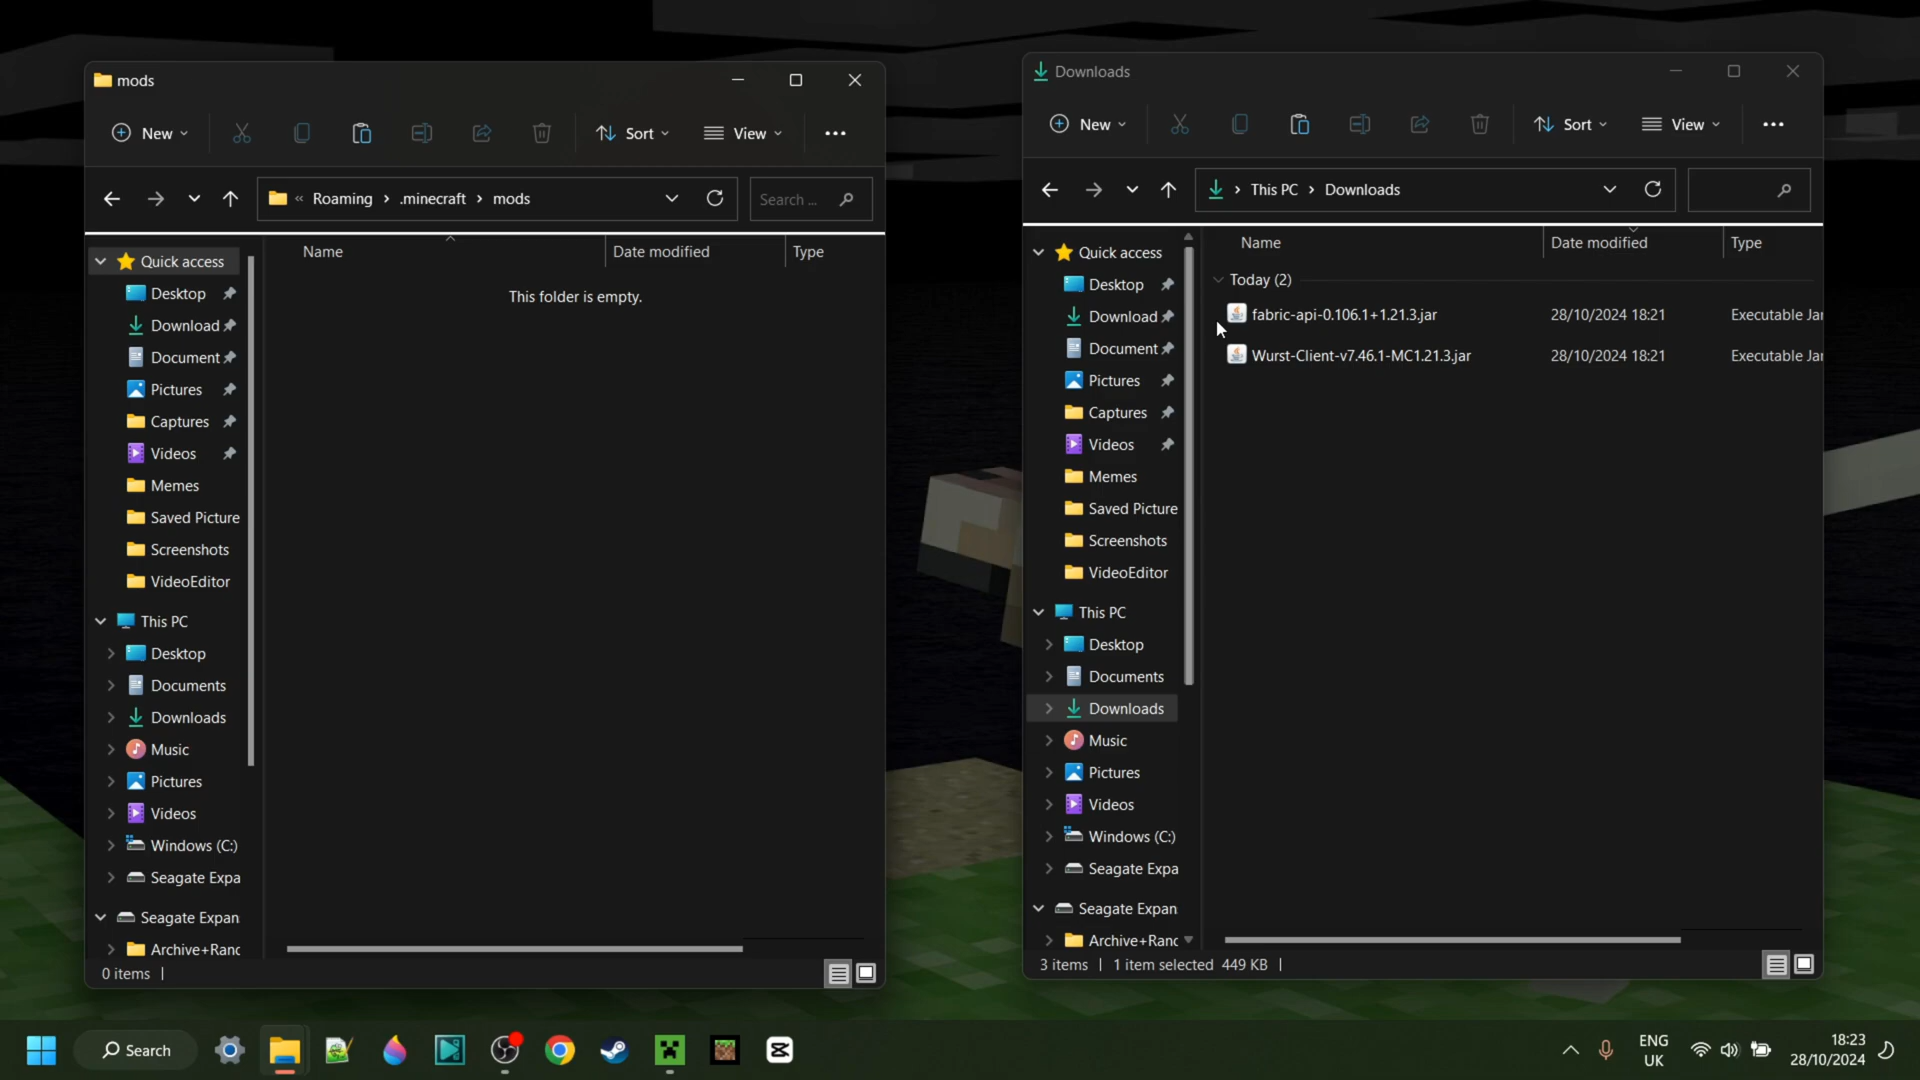 mods
New
Sort
View
« Roaming > .minecraft > mods
Search ...
Name
Date modified
Type
This folder is empty.
Quick access
Desktop
Download
Document
Pictures
Captures
Videos
Memes
Saved Picture
Screenshots
VideoEditor
This PC
Desktop
Documents
Downloads
Music
Pictures
Videos
Windows (C:)
Seagate Expa
Seagate Expan
Archive+Ranc
0 items
Downloads
New
Sort
View
> This PC > Downloads
Name
Date modified
Type
Today (2)
fabric-api-0.106.1+1.21.3.jar
28/10/2024 18:21
Executable Jar
Wurst-Client-v7.46.1-MC1.21.3.jar
28/10/2024 18:21
Executable Jar
Quick access
Desktop
Download
Document
Pictures
Captures
Videos
Memes
Saved Picture
Screenshots
VideoEditor
This PC
Desktop
Documents
Downloads
Music
Pictures
Videos
Windows (C:)
Seagate Expa
Seagate Expan
Archive+Ranc
3 items
1 item selected 449 KB
Search
ENG
UK
18:23
28/10/2024